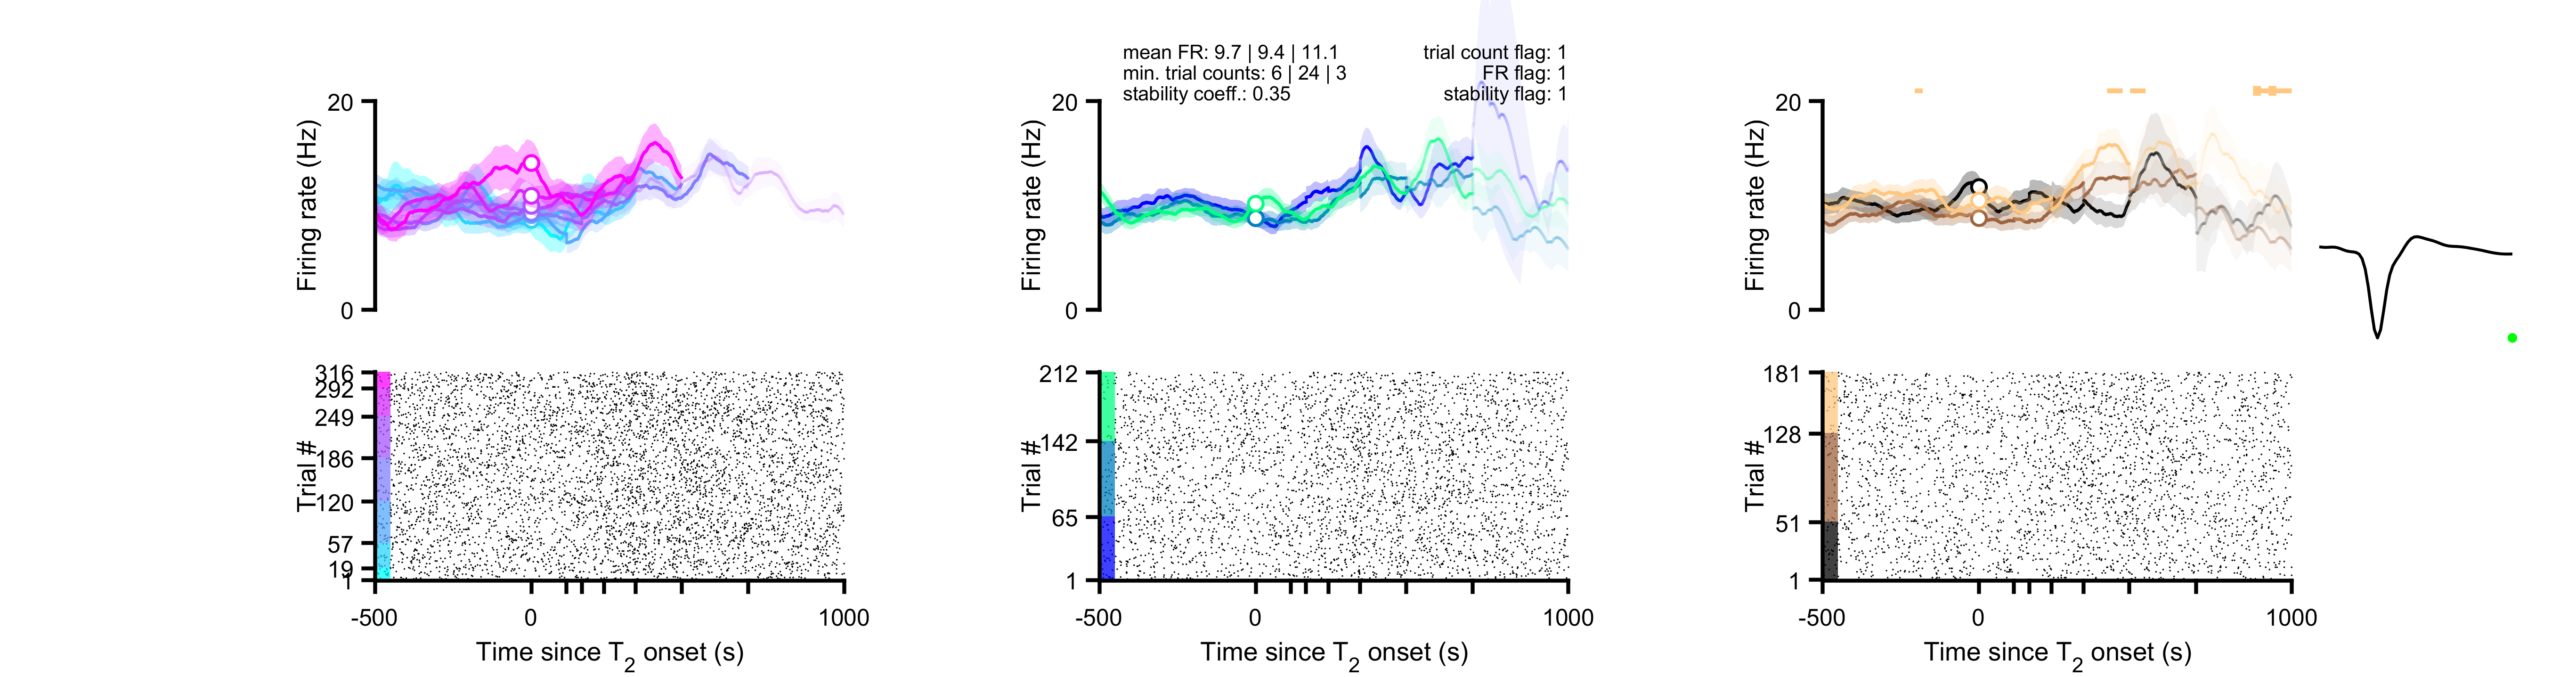 mean FR: 9.7 | 9.4 | 11.1
min. trial counts: 6 | 24 | 3
stability coeff.: 0.35
trial count flag: 1
FR flag: 1
stability flag: 1
Firing rate (Hz)
20
0
Firing rate (Hz)
20
0
Firing rate (Hz)
20
0
Trial #
316
292
249
186
120
57
19
1
-500
0
1000
Time since T2 onset (s)
Trial #
212
142
65
1
-500
0
1000
Time since T2 onset (s)
Trial #
181
128
51
1
-500
0
1000
Time since T2 onset (s)